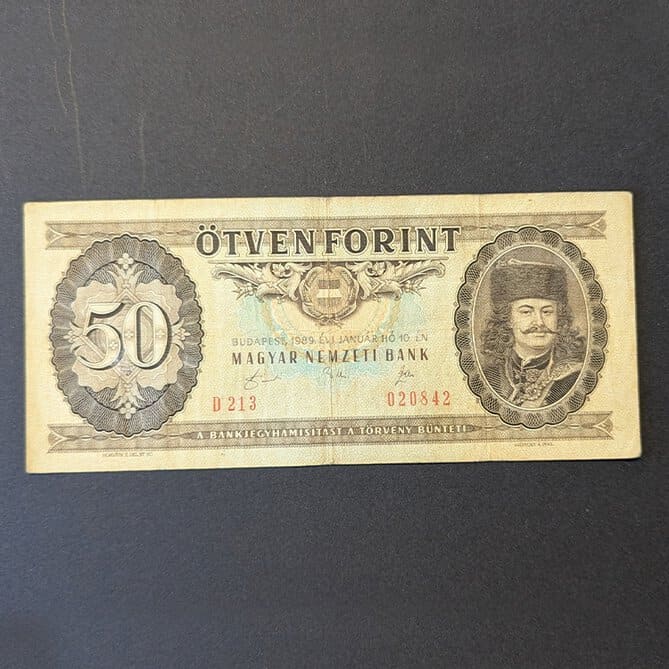 ÖTVEN FORINT
50
BUDAPEST, 1989. ÉVI JANUÁR HÓ 10.-ÉN
MAGYAR NEMZETI BANK
D 213
020842
A BANKJEGYHAMISÍTÁST A TÖRVÉNY BÜNTETI